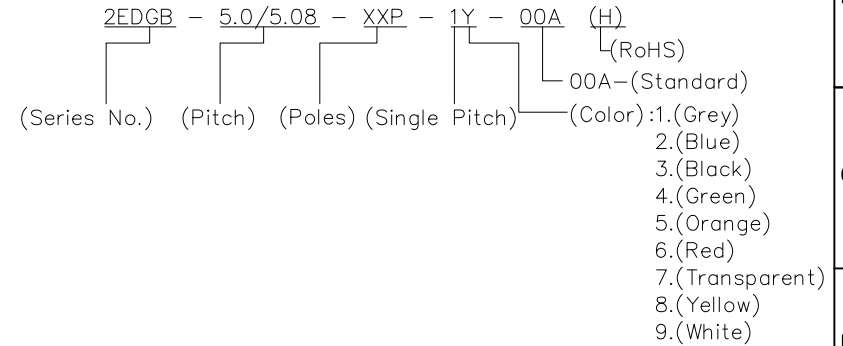 2EDGB - 5.0/5.08 - XXP - 1Y - 00A (H)
(RoHS)
00A-(Standard)
(Series No.) (Pitch) (Poles) (Single Pitch) (Color):1.(Grey)
2.(Blue)
3.(Black)
4.(Green)
5.(Orange)
6.(Red)
7.(Transparent)
8.(Yellow)
9.(White)